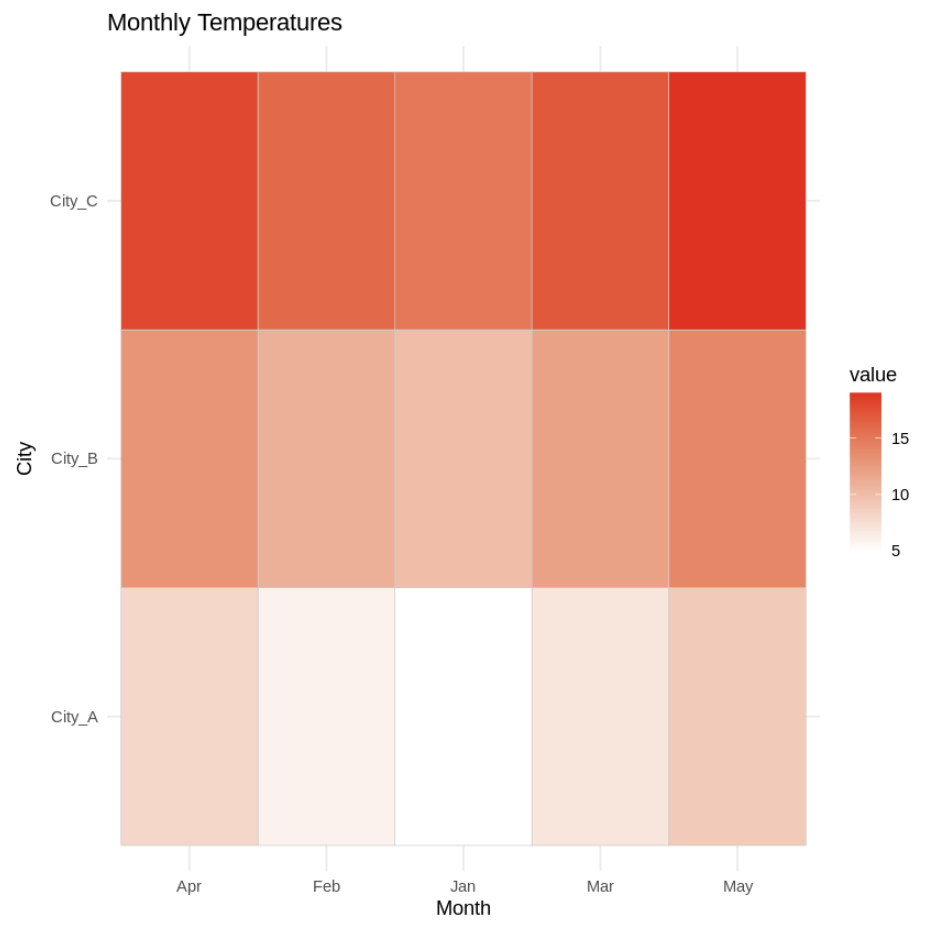 Monthly Temperatures
City_C
City_B
City_A
City
Apr Feb Jan Mar May
Month
value
15
10
5